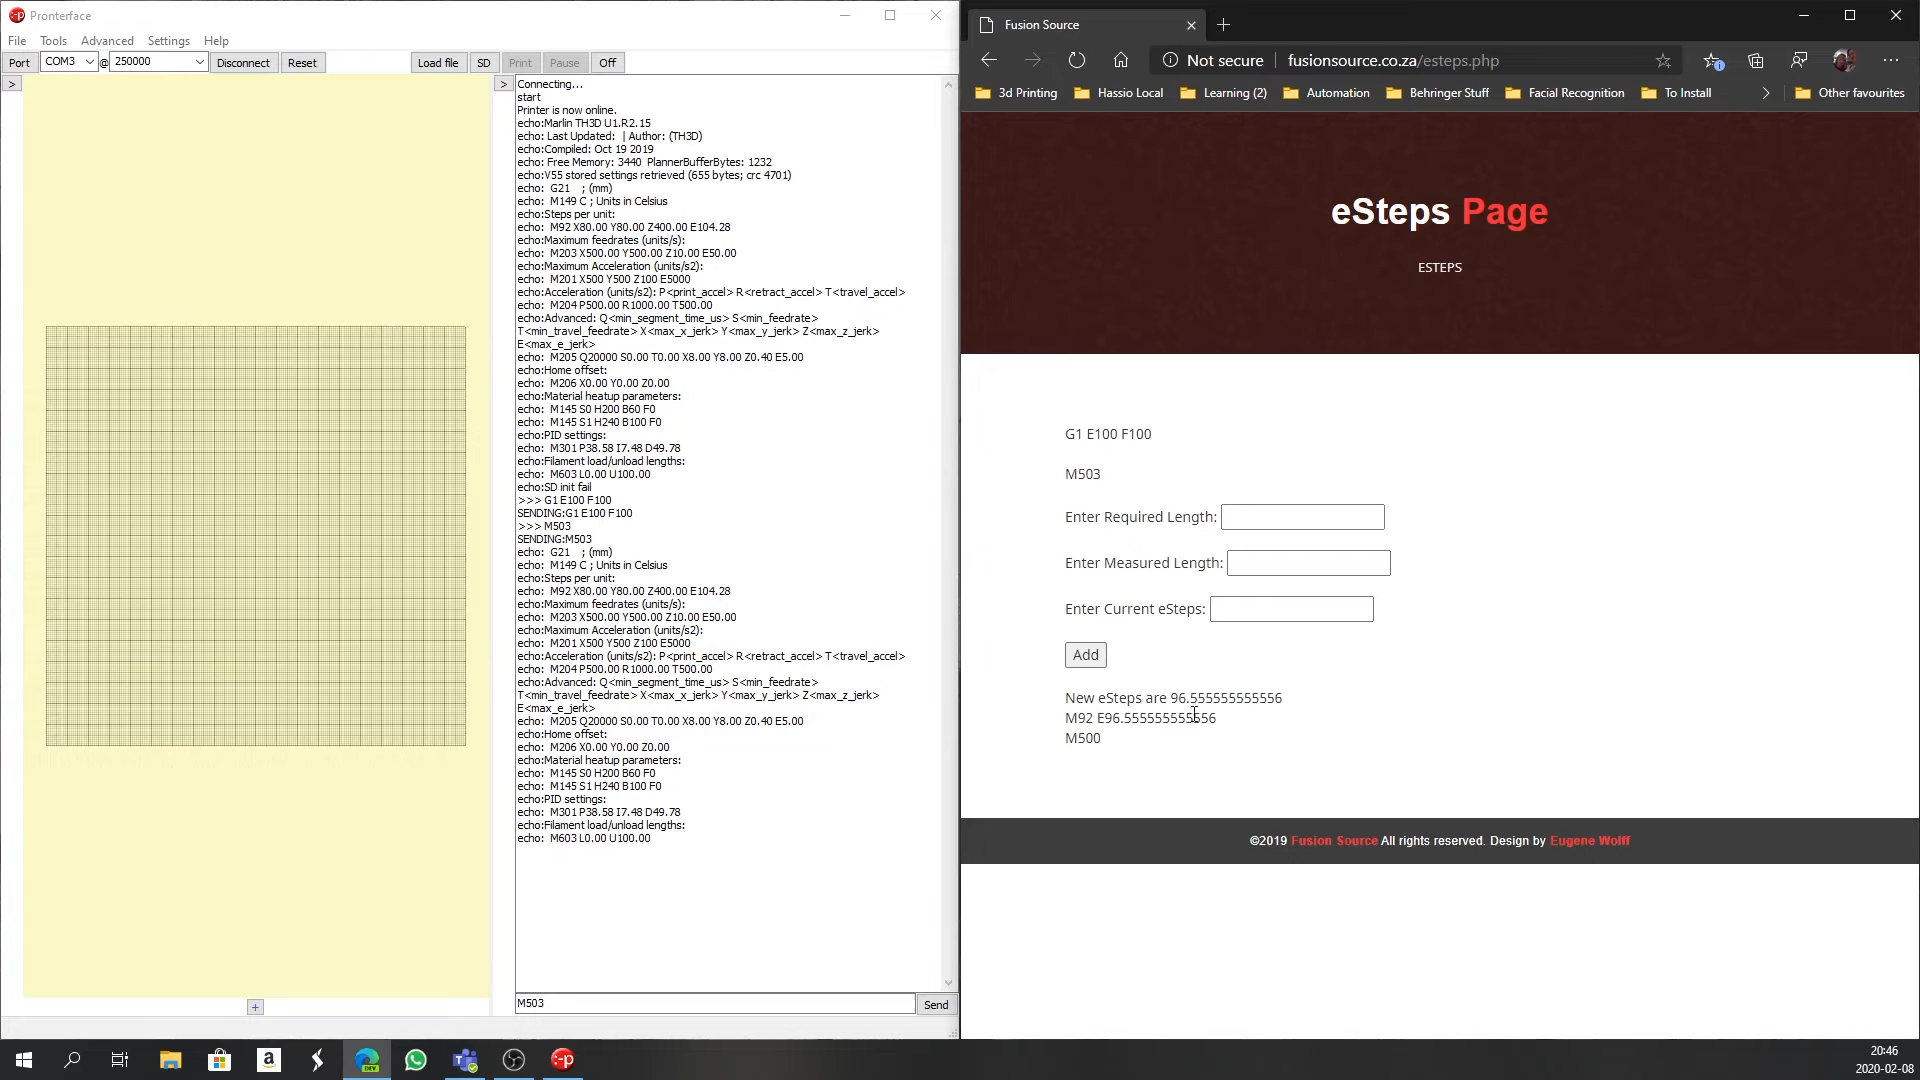 Pronterface
File Tools Advanced Settings Help
Port COM3 @ 250000 Disconnect Reset Load file SD Print Pause Off
>
>
Connecting...
start
Printer is now online.
echo:Marlin TH3D U1.R2.15
echo: Last Updated: | Author: (TH3D)
echo:Compiled: Oct 19 2019
echo: Free Memory: 3440 PlannerBufferBytes: 1232
echo:V55 stored settings retrieved (655 bytes; crc 4701)
echo: G21 ; (mm)
echo: M149 C ; Units in Celsius
echo:Steps per unit:
echo: M92 X80.00 Y80.00 Z400.00 E104.28
echo:Maximum feedrates (units/s):
echo: M203 X500.00 Y500.00 Z10.00 E50.00
echo:Maximum Acceleration (units/s2):
echo: M201 X500 Y500 Z100 E5000
echo:Acceleration (units/s2): P<print_accel> R<retract_accel> T<travel_accel>
echo: M204 P500.00 R1000.00 T500.00
echo:Advanced: Q<min_segment_time_us> S<min_feedrate>
T<min_travel_feedrate> X<max_x_jerk> Y<max_y_jerk> Z<max_z_jerk>
E<max_e_jerk>
echo: M205 Q20000 S0.00 T0.00 X8.00 Y8.00 Z0.40 E5.00
echo:Home offset:
echo: M206 X0.00 Y0.00 Z0.00
echo:Material heatup parameters:
echo: M145 S0 H200 B60 F0
echo: M145 S1 H240 B100 F0
echo:PID settings:
echo: M301 P38.58 I7.48 D49.78
echo:Filament load/unload lengths:
echo: M603 L0.00 U100.00
echo:SD init fail
>>> G1 E100 F100
SENDING:G1 E100 F100
>>> M503
SENDING:M503
echo: G21 ; (mm)
echo: M149 C ; Units in Celsius
echo:Steps per unit:
echo: M92 X80.00 Y80.00 Z400.00 E104.28
echo:Maximum feedrates (units/s):
echo: M203 X500.00 Y500.00 Z10.00 E50.00
echo:Maximum Acceleration (units/s2):
echo: M201 X500 Y500 Z100 E5000
echo:Acceleration (units/s2): P<print_accel> R<retract_accel> T<travel_accel>
echo: M204 P500.00 R1000.00 T500.00
echo:Advanced: Q<min_segment_time_us> S<min_feedrate>
T<min_travel_feedrate> X<max_x_jerk> Y<max_y_jerk> Z<max_z_jerk>
E<max_e_jerk>
echo: M205 Q20000 S0.00 T0.00 X8.00 Y8.00 Z0.40 E5.00
echo:Home offset:
echo: M206 X0.00 Y0.00 Z0.00
echo:Material heatup parameters:
echo: M145 S0 H200 B60 F0
echo: M145 S1 H240 B100 F0
echo:PID settings:
echo: M301 P38.58 I7.48 D49.78
echo:Filament load/unload lengths:
echo: M603 L0.00 U100.00
+
M503 Send
Fusion Source
Not secure fusionsource.co.za/esteps.php
3d Printing Hassio Local Learning (2) Automation Behringer Stuff Facial Recognition To Install Other favourites
eSteps Page
ESTEPS
G1 E100 F100
M503
Enter Required Length:
Enter Measured Length:
Enter Current eSteps:
Add
New eSteps are 96.555555555556
M92 E96.555555555556
M500
©2019 Fusion Source All rights reserved. Design by Eugene Wolff
DEV
20:46
2020-02-08